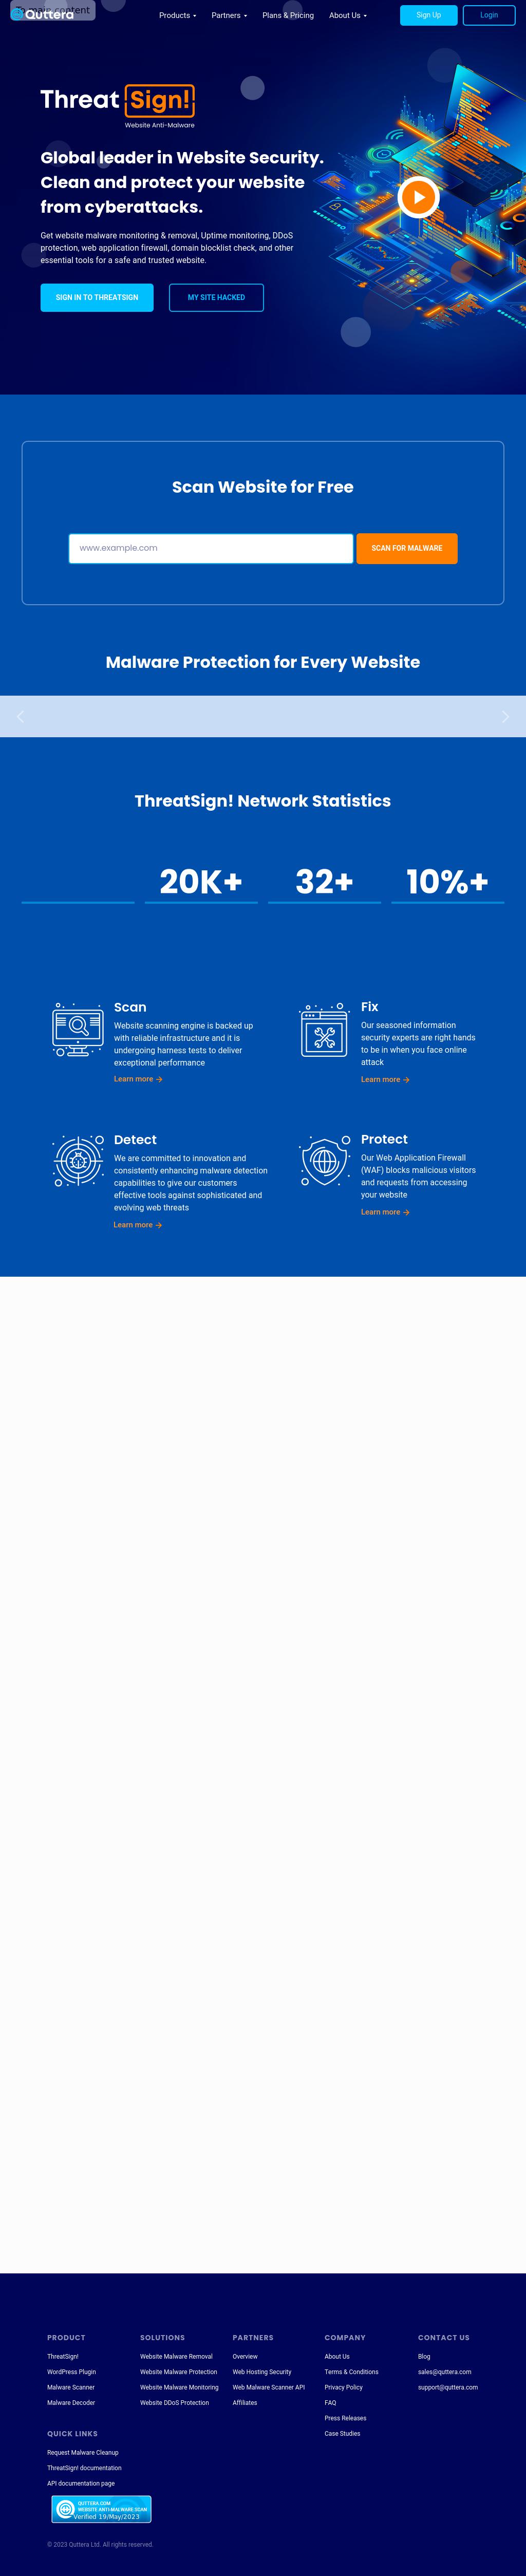 Quttera
Products
Partners
Plans & Pricing
About Us
Sign Up
Login
Threat Sign!
Website Anti-Malware
Global leader in Website Security.
Clean and protect your website
from cyberattacks.
Get website malware monitoring & removal, Uptime monitoring, DDoS
protection, web application firewall, domain blocklist check, and other
essential tools for a safe and trusted website.
SIGN IN TO THREATSIGN
MY SITE HACKED
Scan Website for Free
www.example.com
SCAN FOR MALWARE
Malware Protection for Every Website
ThreatSign! Network Statistics
20K+
32+
10%+
Scan
Website scanning engine is backed up
with reliable infrastructure and it is
undergoing harness tests to deliver
exceptional performance
Learn more
Fix
Our seasoned information
security experts are right hands
to be in when you face online
attack
Learn more
Detect
We are committed to innovation and
consistently enhancing malware detection
capabilities to give our customers
effective tools against sophisticated and
evolving web threats
Learn more
Protect
Our Web Application Firewall
(WAF) blocks malicious visitors
and requests from accessing
your website
Learn more
PRODUCT
ThreatSign!
WordPress Plugin
Malware Scanner
Malware Decoder
SOLUTIONS
Website Malware Removal
Website Malware Protection
Website Malware Monitoring
Website DDoS Protection
PARTNERS
Overview
Web Hosting Security
Web Malware Scanner API
Affiliates
COMPANY
About Us
Terms & Conditions
Privacy Policy
FAQ
Press Releases
Case Studies
CONTACT US
Blog
sales@quttera.com
support@quttera.com
QUICK LINKS
Request Malware Cleanup
ThreatSign! documentation
API documentation page
QUTTERA.COM
WEBSITE ANTI-MALWARE SCAN
Verified 19/May/2023
© 2023 Quttera Ltd. All rights reserved.